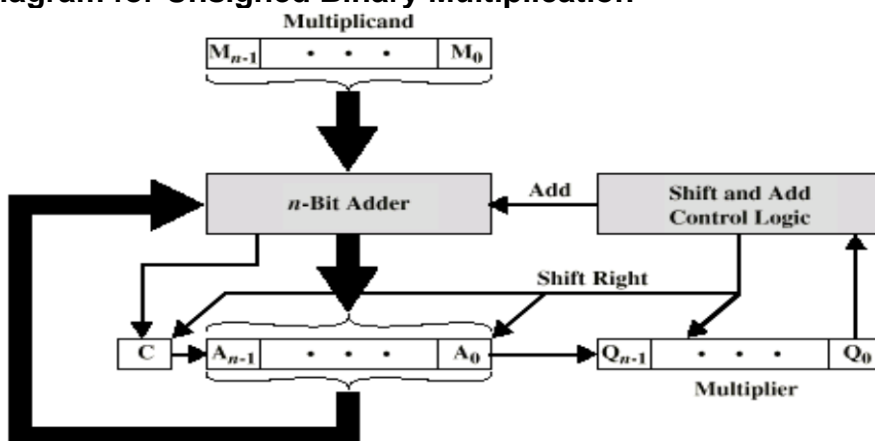 agram for Unsigned Binary Multiplication
Multiplicand
Mn-1 • • • M0
n-Bit Adder
Add
Shift and Add
Control Logic
Shift Right
C
An-1 • • • A0
Qn-1 • • • Q0
Multiplier